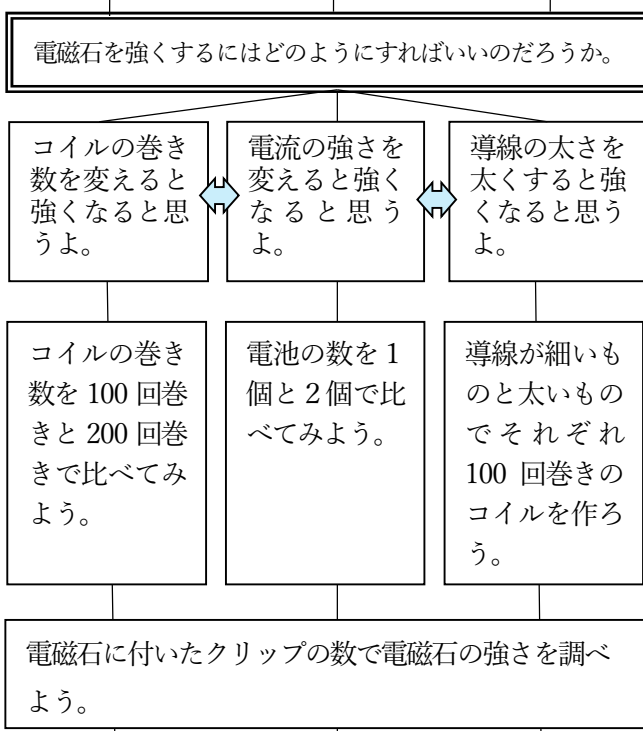 電磁石を強くするにはどのようにすればいいのだろうか。
コイルの巻き
数を変えると
強くなると思
うよ。
電流の強さを
変えると強く
なると思う
よ。
導線の太さを
太くすると強
くなると思う
よ。
コイルの巻き
数を 100 回巻
きと 200 回巻
きで比べてみ
よう。
電池の数を1
個と2個で比
べてみよう。
導線が細いも
のと太いもの
でそれぞれ
100 回巻きの
コイルを作ろ
う。
電磁石に付いたクリップの数で電磁石の強さを調べ
よう。